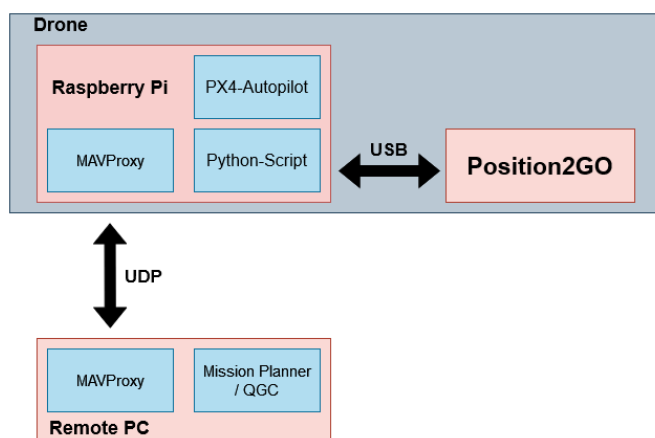 Drone
Raspberry Pi
PX4-Autopilot
MAVProxy
Python-Script
USB
Position2GO
UDP
MAVProxy
Mission Planner
/ QGC
Remote PC